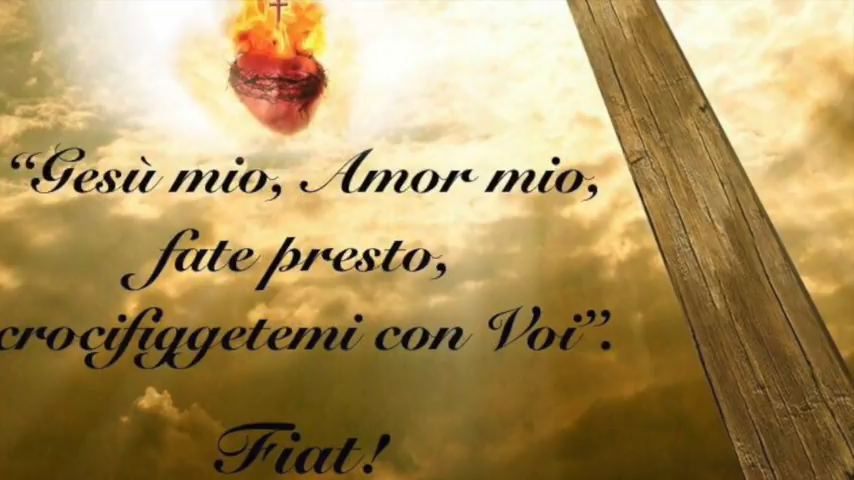 “Gesù mio, Amor mio,
fate presto,
crocifiggetemi con Voi”.
Fiat!